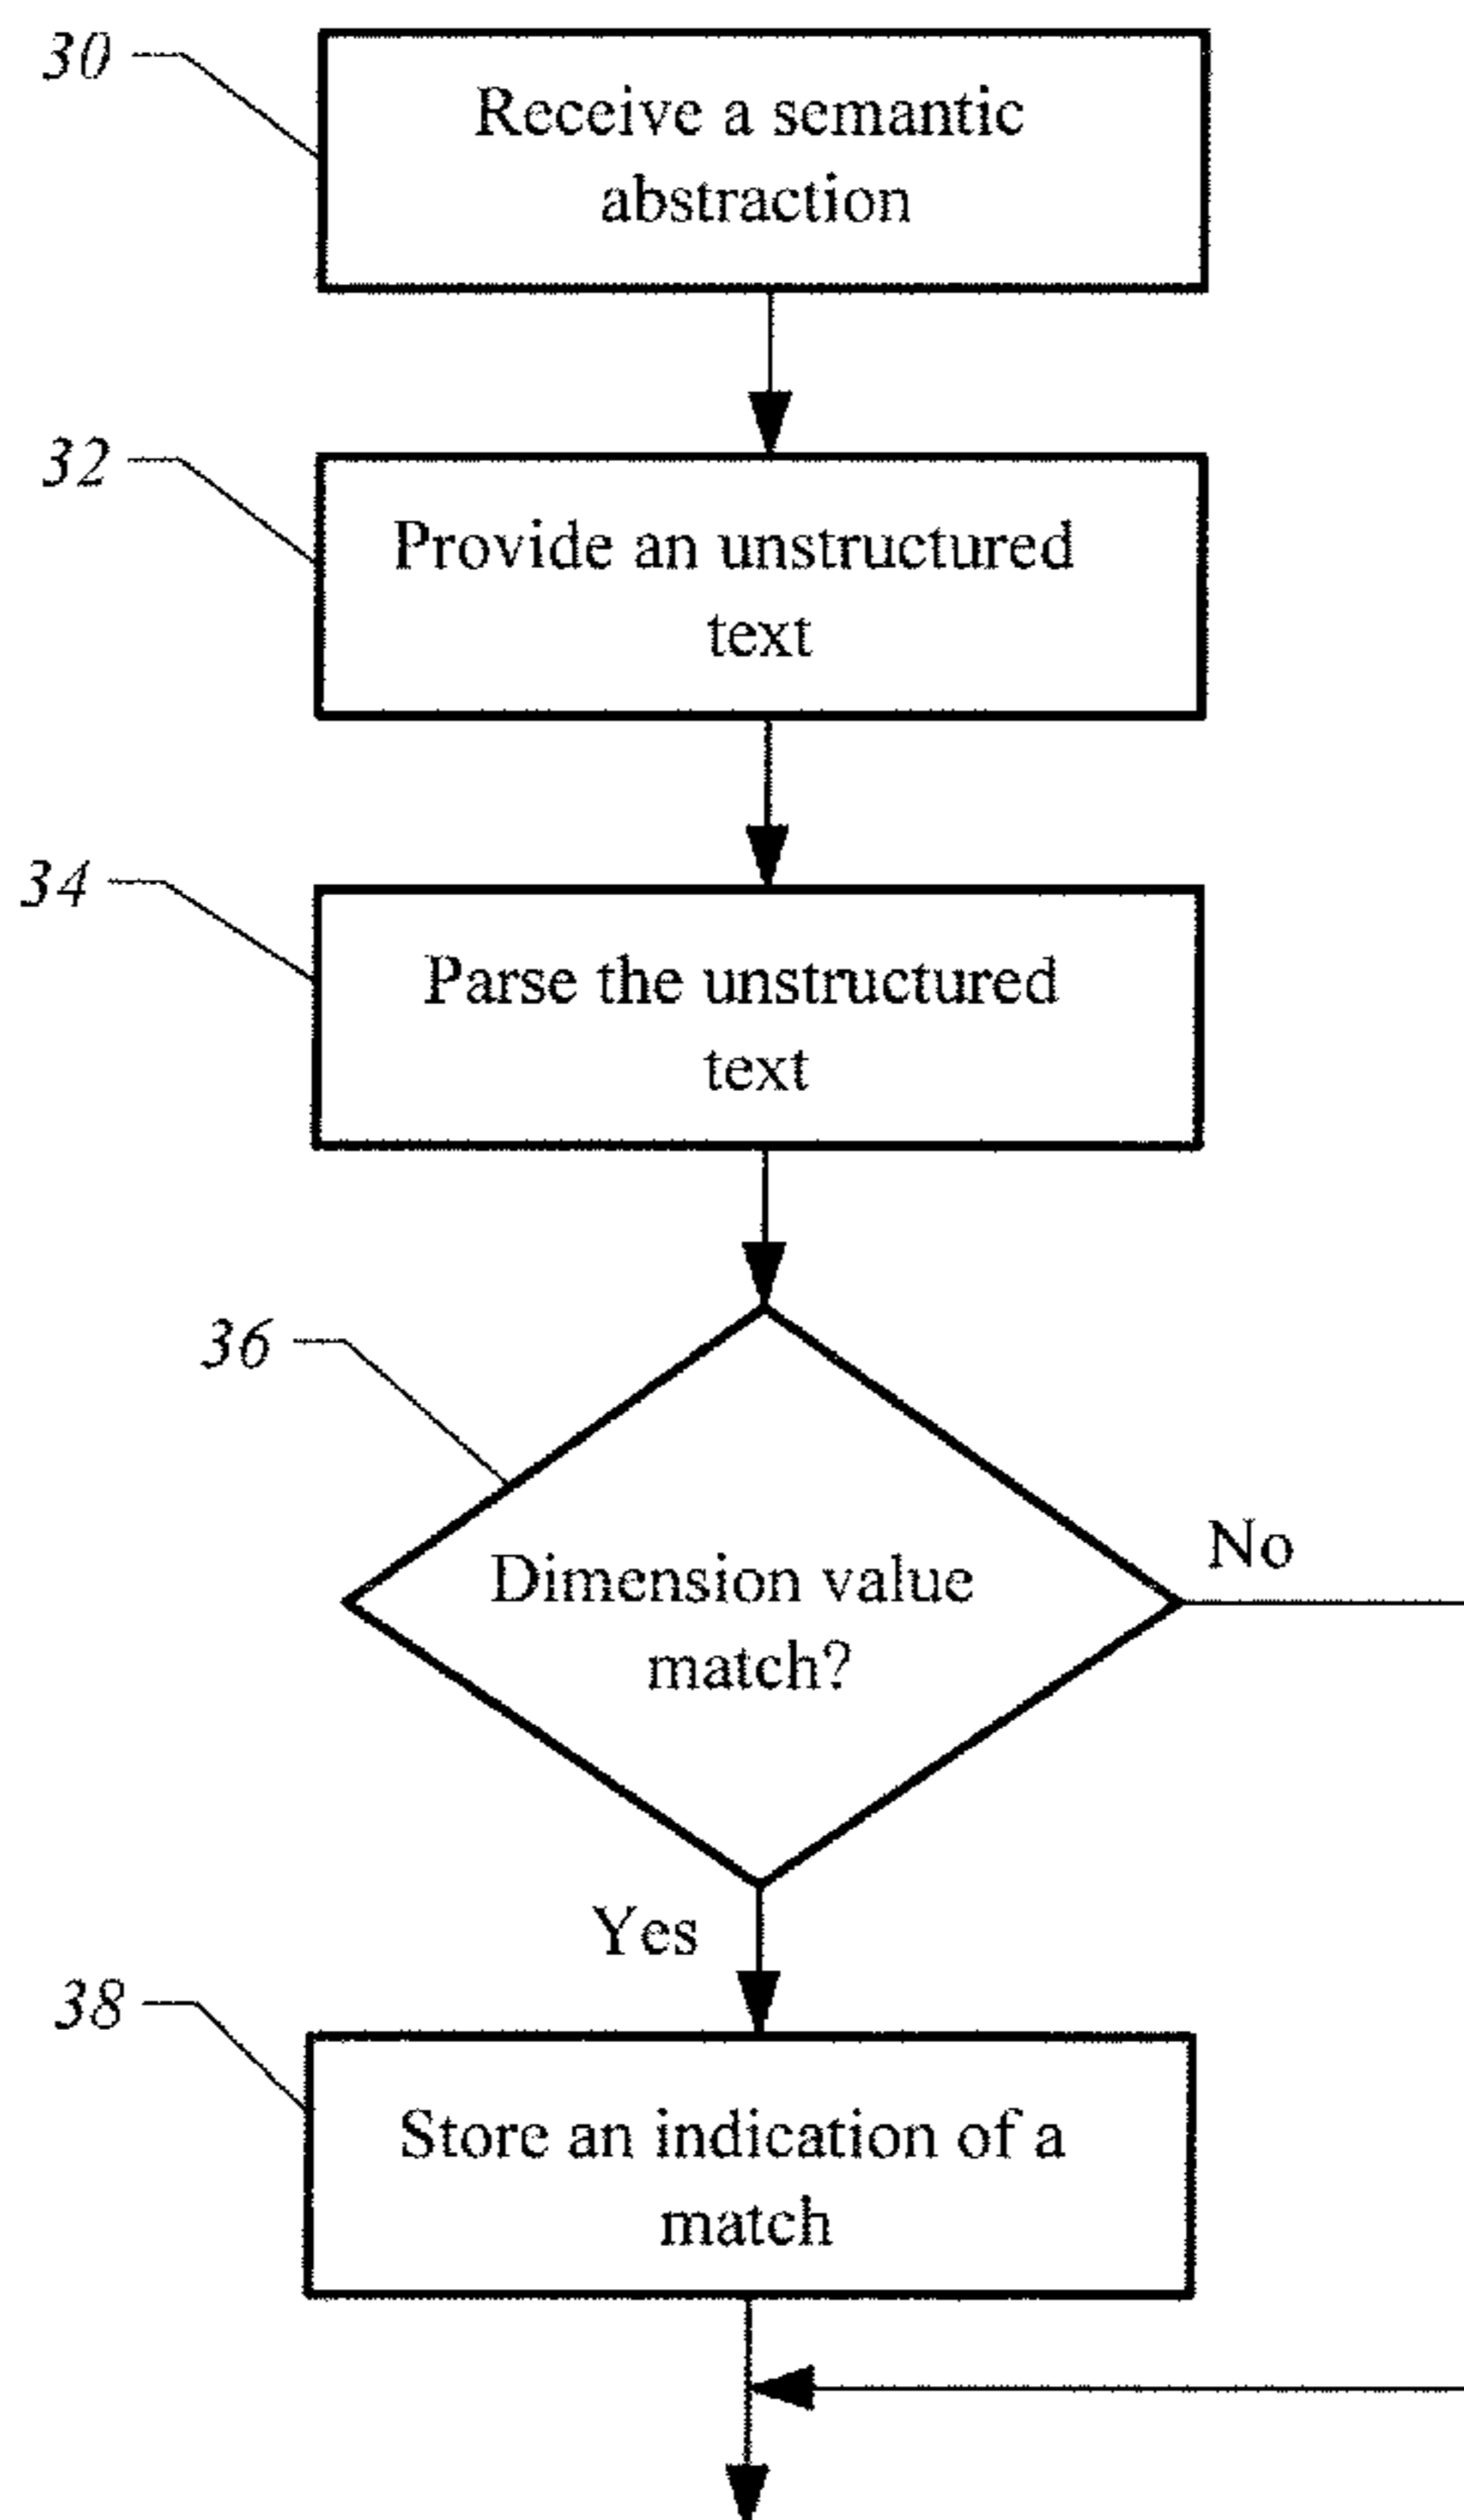 30
Receive a semantic
abstraction
32
Provide an unstructured
text
34
Parse the unstructured
text
36
Dimension value
match?
No
Yes
38
Store an indication of a
match